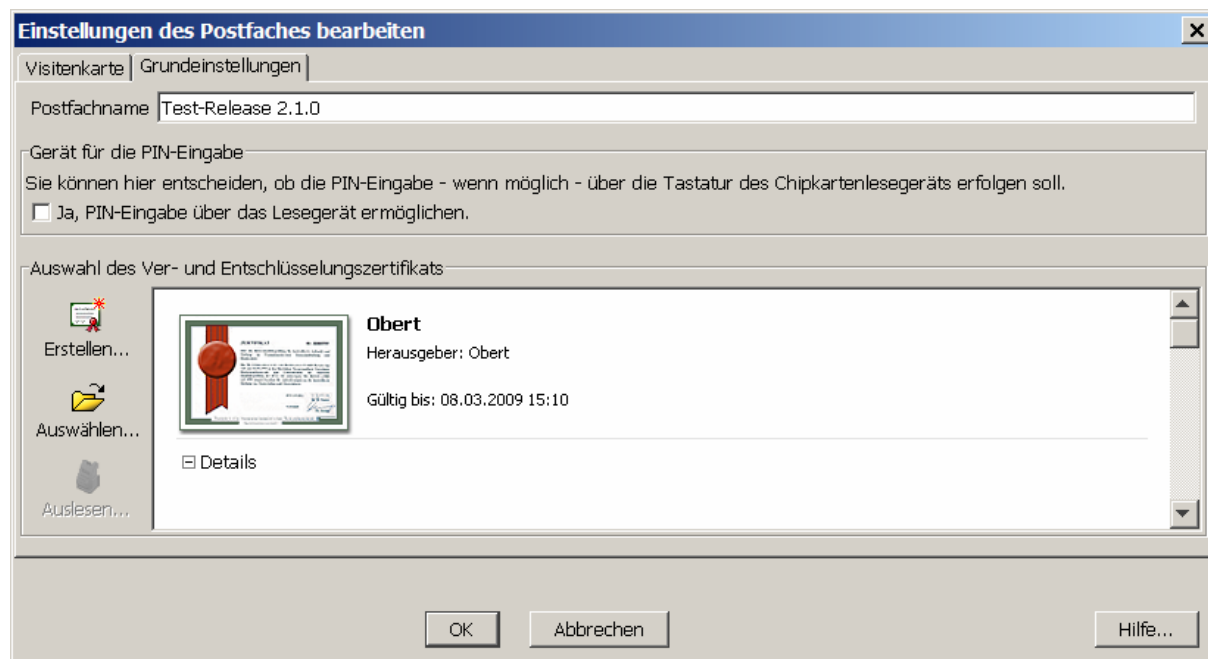 Einstellungen des Postfaches bearbeiten
Visitenkarte Grundeinstellungen
Postfachname Test-Release 2.1.0
Gerät für die PIN-Eingabe
Sie können hier entscheiden, ob die PIN-Eingabe - wenn möglich - über die Tastatur des Chipkartenlesegeräts erfolgen soll.
Ja, PIN-Eingabe über das Lesegerät ermöglichen.
Auswahl des Ver- und Entschlüsselungszertifikats
Erstellen...
Auswählen...
Auslesen...
Obert
Herausgeber: Obert
Gültig bis: 08.03.2009 15:10
Details
OK Abbrechen Hilfe...